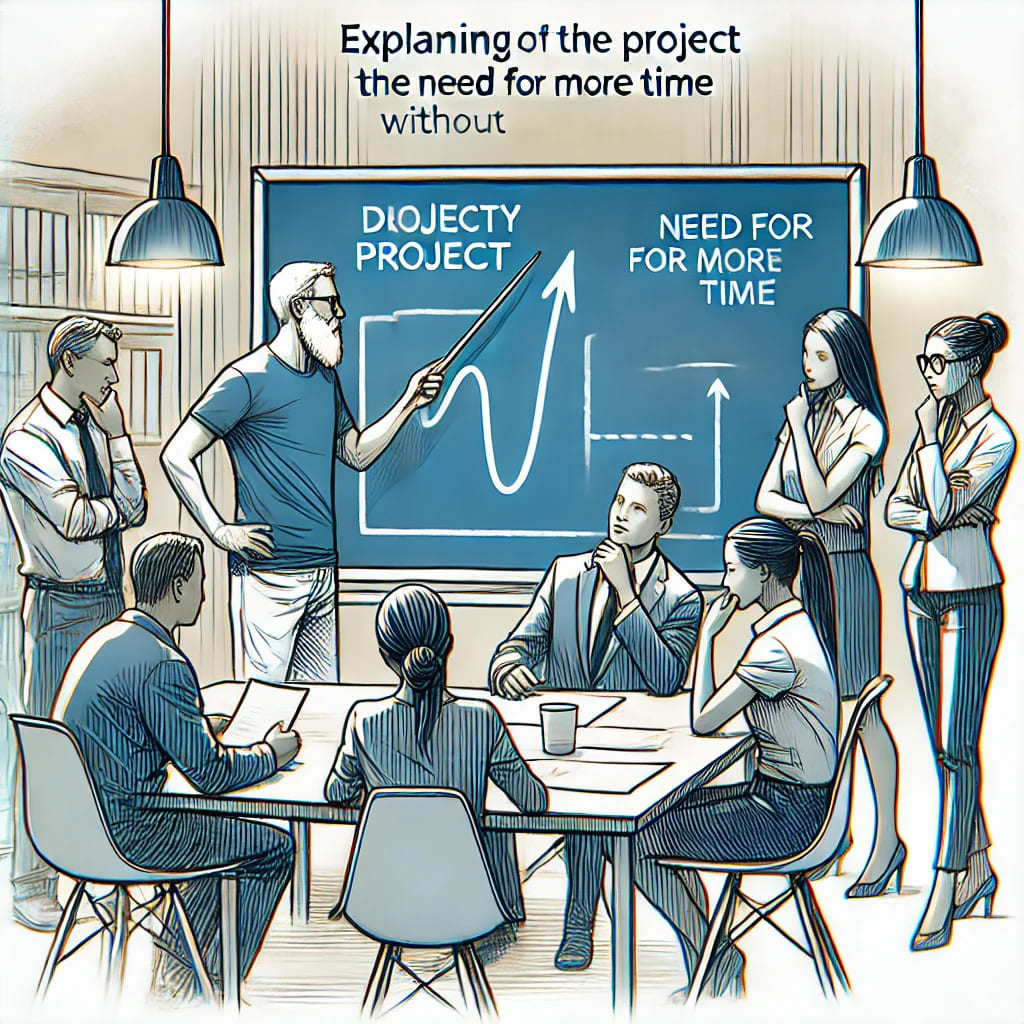 Explaning of the project
the need for more time
without
DIOJECTY
PROJECT
NEED FOR
FOR MORE
TIME